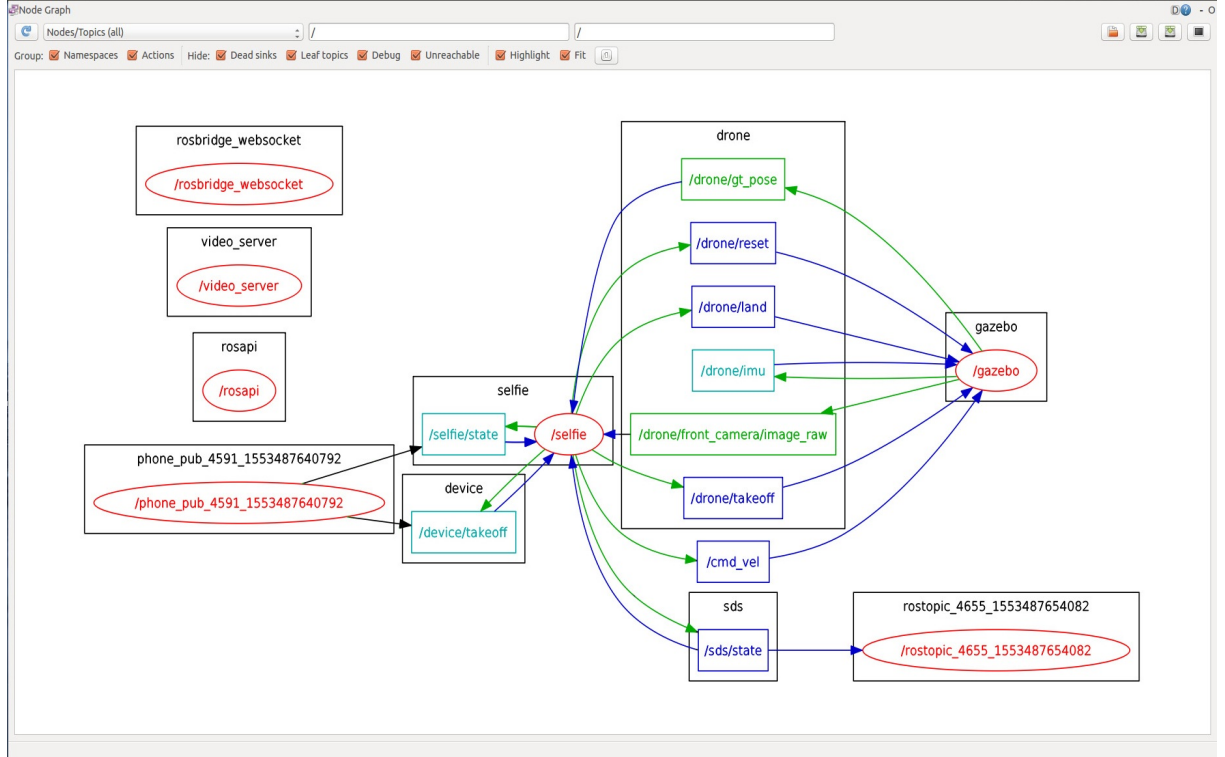 Node Graph
D ? - O
Nodes/Topics (all) / /
Group: Namespaces Actions Hide: Dead sinks Leaf topics Debug Unreachable Highlight Fit
rosbridge_websocket
/rosbridge_websocket
video_server
/video_server
rosapi
/rosapi
phone_pub_4591_1553487640792
/phone_pub_4591_1553487640792
selfie
/selfie/state
/selfie
device
/device/takeoff
drone
/drone/gt_pose
/drone/reset
/drone/land
/drone/imu
/drone/front_camera/image_raw
/drone/takeoff
/cmd_vel
sds
/sds/state
gazebo
/gazebo
rostopic_4655_1553487654082
/rostopic_4655_1553487654082